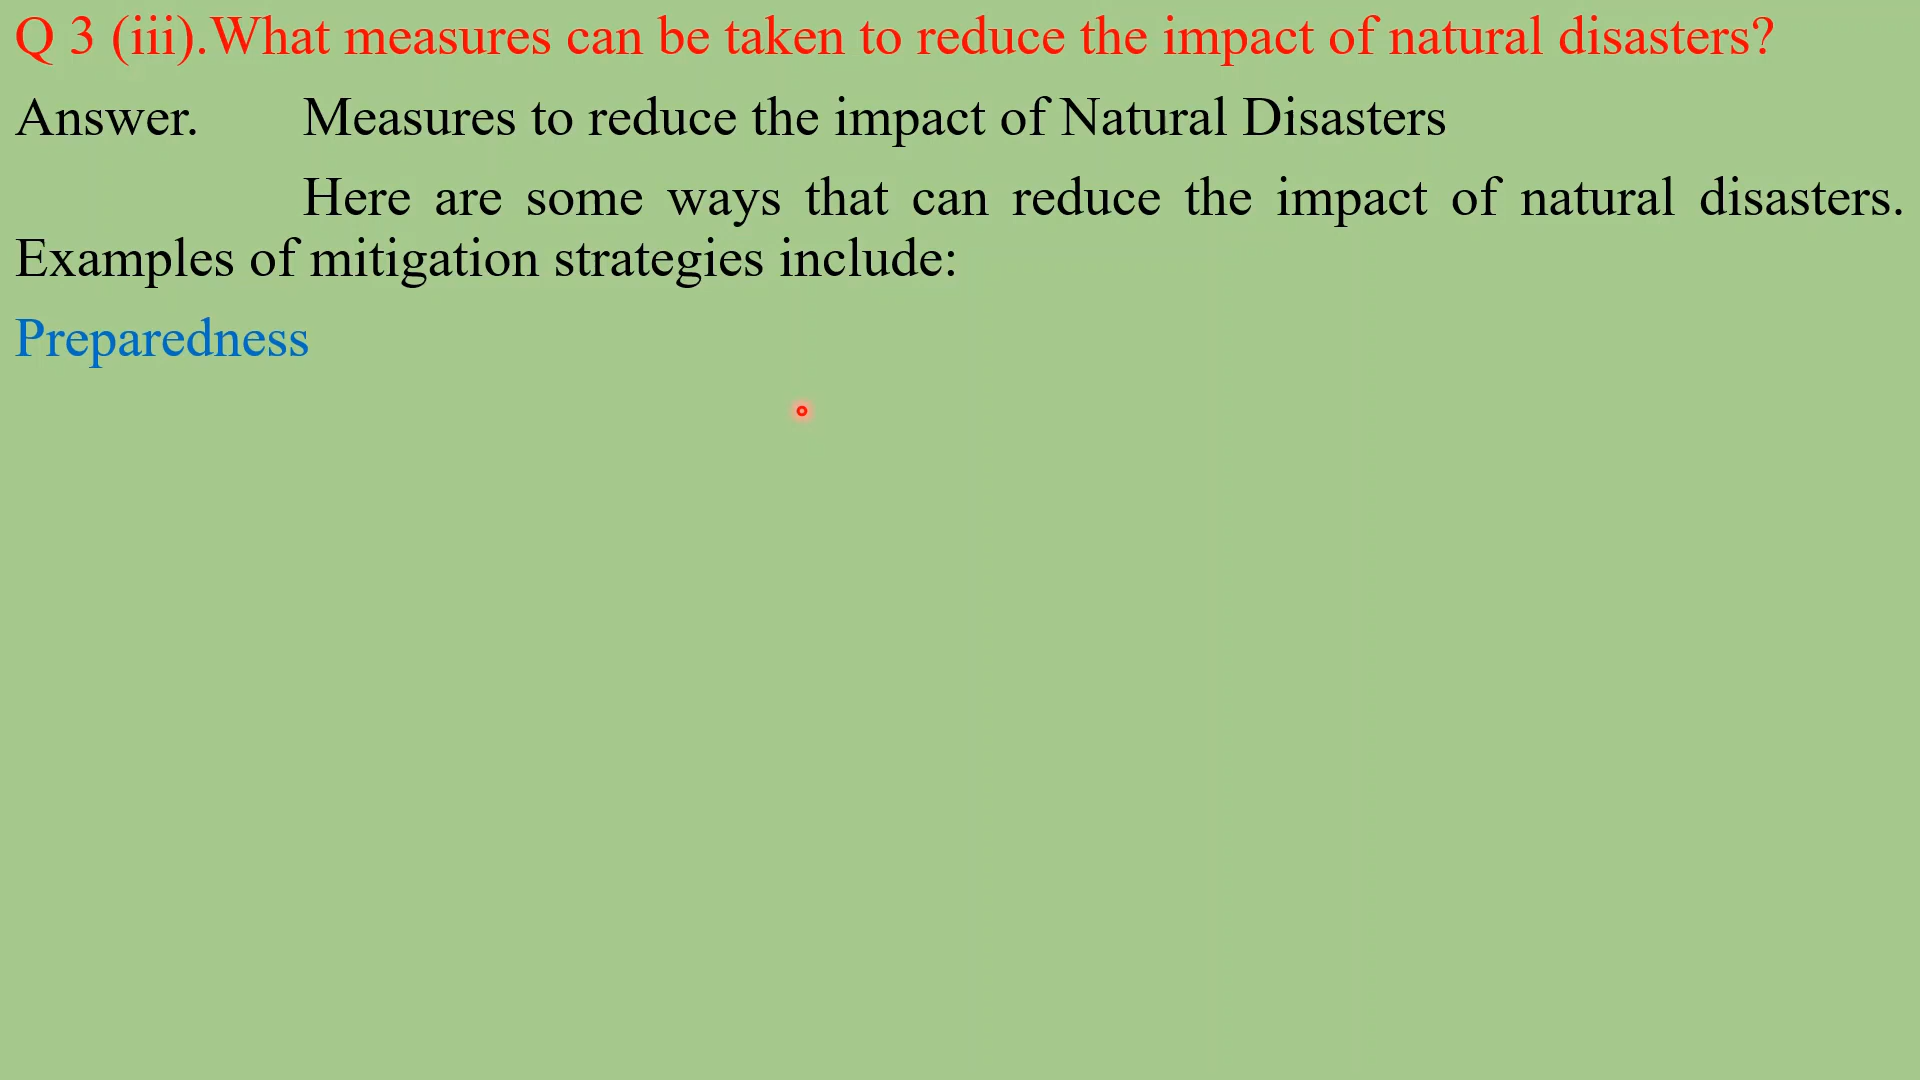 Q 3 (iii).What measures can be taken to reduce the impact of natural disasters?
Answer. Measures to reduce the impact of Natural Disasters
Here are some ways that can reduce the impact of natural disasters.
Examples of mitigation strategies include:
Preparedness